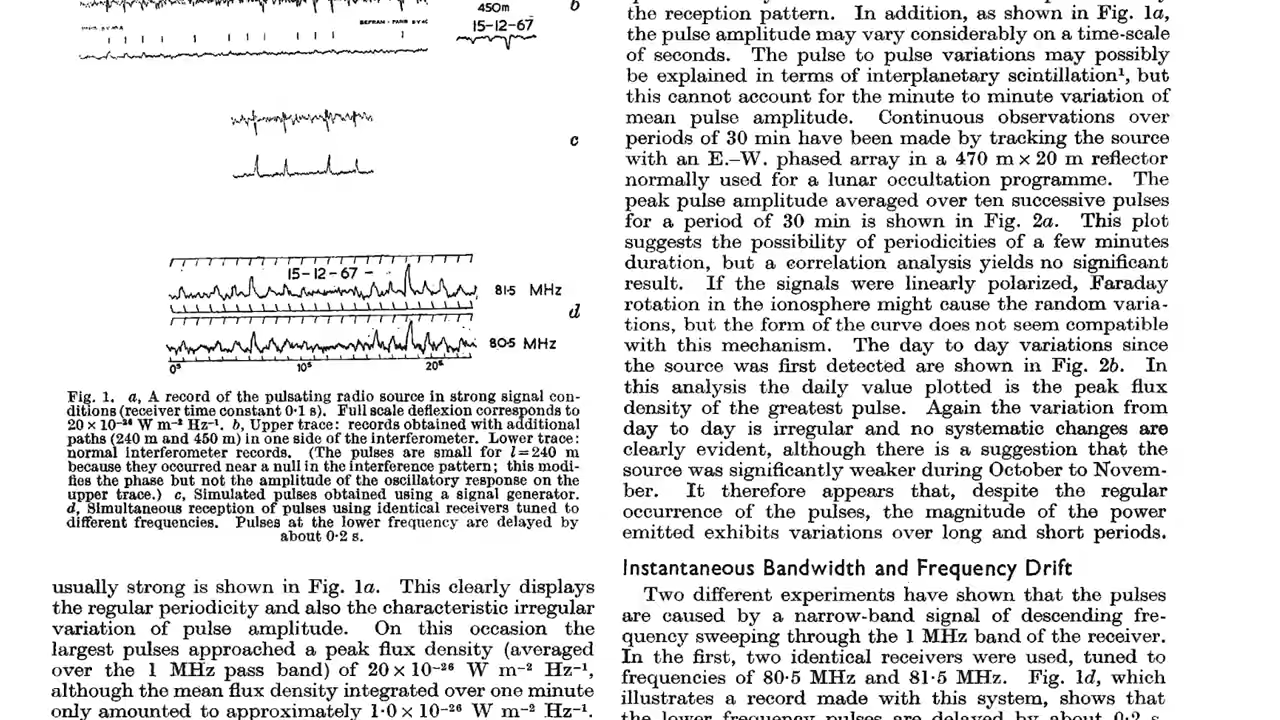 450m
b
15-12-67
c
15-12-67
81·5 MHz
d
80·5 MHz
0s 10s 20s
Fig. 1. a, A record of the pulsating radio source in strong signal con-
ditions (receiver time constant 0·1 s). Full scale deflexion corresponds to
20 × 10⁻²⁶ W m⁻² Hz⁻¹. b, Upper trace: records obtained with additional
paths (240 m and 450 m) in one side of the interferometer. Lower trace:
normal interferometer records. (The pulses are small for l = 240 m
because they occurred near a null in the interference pattern; this modi-
fies the phase but not the amplitude of the oscillatory response on the
upper trace.) c, Simulated pulses obtained using a signal generator.
d, Simultaneous reception of pulses using identical receivers tuned to
different frequencies. Pulses at the lower frequency are delayed by
about 0·2 s.
usually strong is shown in Fig. 1a. This clearly displays
the regular periodicity and also the characteristic irregular
variation of pulse amplitude. On this occasion the
largest pulses approached a peak flux density (averaged
over the 1 MHz pass band) of 20 × 10⁻²⁶ W m⁻² Hz⁻¹,
although the mean flux density integrated over one minute
only amounted to approximately 1·0 × 10⁻²⁶ W m⁻² Hz⁻¹.
the reception pattern. In addition, as shown in Fig. 1a,
the pulse amplitude may vary considerably on a time-scale
of seconds. The pulse to pulse variations may possibly
be explained in terms of interplanetary scintillation¹, but
this cannot account for the minute to minute variation of
mean pulse amplitude. Continuous observations over
periods of 30 min have been made by tracking the source
with an E.–W. phased array in a 470 m × 20 m reflector
normally used for a lunar occultation programme. The
peak pulse amplitude averaged over ten successive pulses
for a period of 30 min is shown in Fig. 2a. This plot
suggests the possibility of periodicities of a few minutes
duration, but a correlation analysis yields no significant
result. If the signals were linearly polarized, Faraday
rotation in the ionosphere might cause the random varia-
tions, but the form of the curve does not seem compatible
with this mechanism. The day to day variations since
the source was first detected are shown in Fig. 2b. In
this analysis the daily value plotted is the peak flux
density of the greatest pulse. Again the variation from
day to day is irregular and no systematic changes are
clearly evident, although there is a suggestion that the
source was significantly weaker during October to Novem-
ber. It therefore appears that, despite the regular
occurrence of the pulses, the magnitude of the power
emitted exhibits variations over long and short periods.
Instantaneous Bandwidth and Frequency Drift
Two different experiments have shown that the pulses
are caused by a narrow-band signal of descending fre-
quency sweeping through the 1 MHz band of the receiver.
In the first, two identical receivers were used, tuned to
frequencies of 80·5 MHz and 81·5 MHz. Fig. 1d, which
illustrates a record made with this system, shows that
the lower frequency pulses are delayed by about 0·2 s